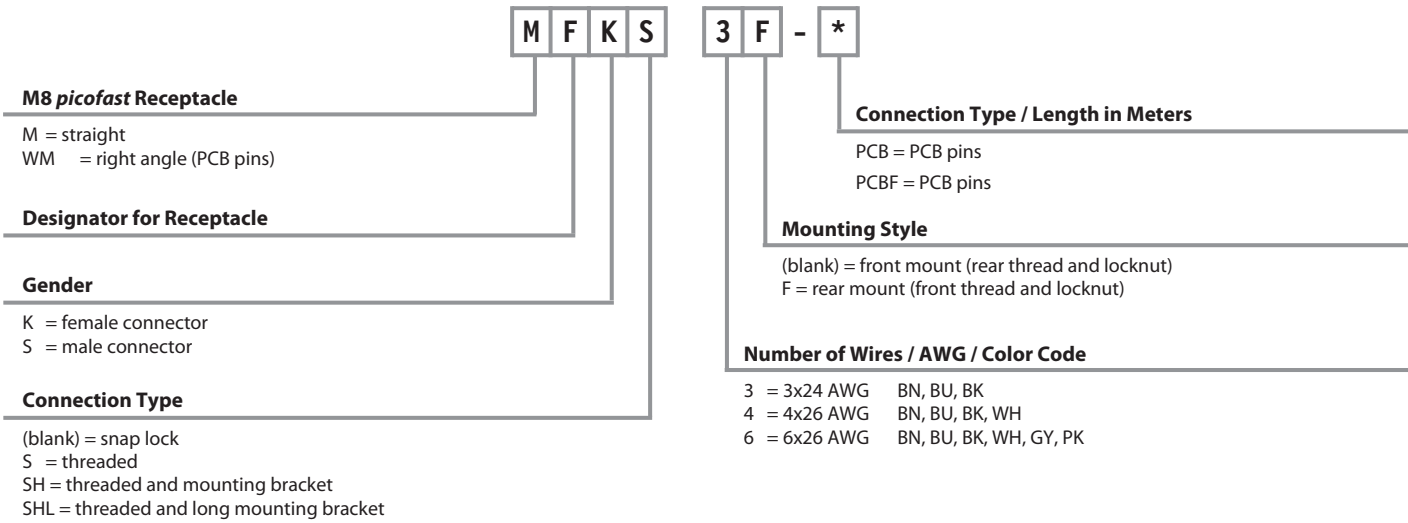 M F K S 3 F - *
M8 picofast Receptacle
M = straight
WM = right angle (PCB pins)
Designator for Receptacle
Gender
K = female connector
S = male connector
Connection Type
(blank) = snap lock
S = threaded
SH = threaded and mounting bracket
SHL = threaded and long mounting bracket
Connection Type / Length in Meters
PCB = PCB pins
PCBF = PCB pins
Mounting Style
(blank) = front mount (rear thread and locknut)
F = rear mount (front thread and locknut)
Number of Wires / AWG / Color Code
3 = 3x24 AWG BN, BU, BK
4 = 4x26 AWG BN, BU, BK, WH
6 = 6x26 AWG BN, BU, BK, WH, GY, PK